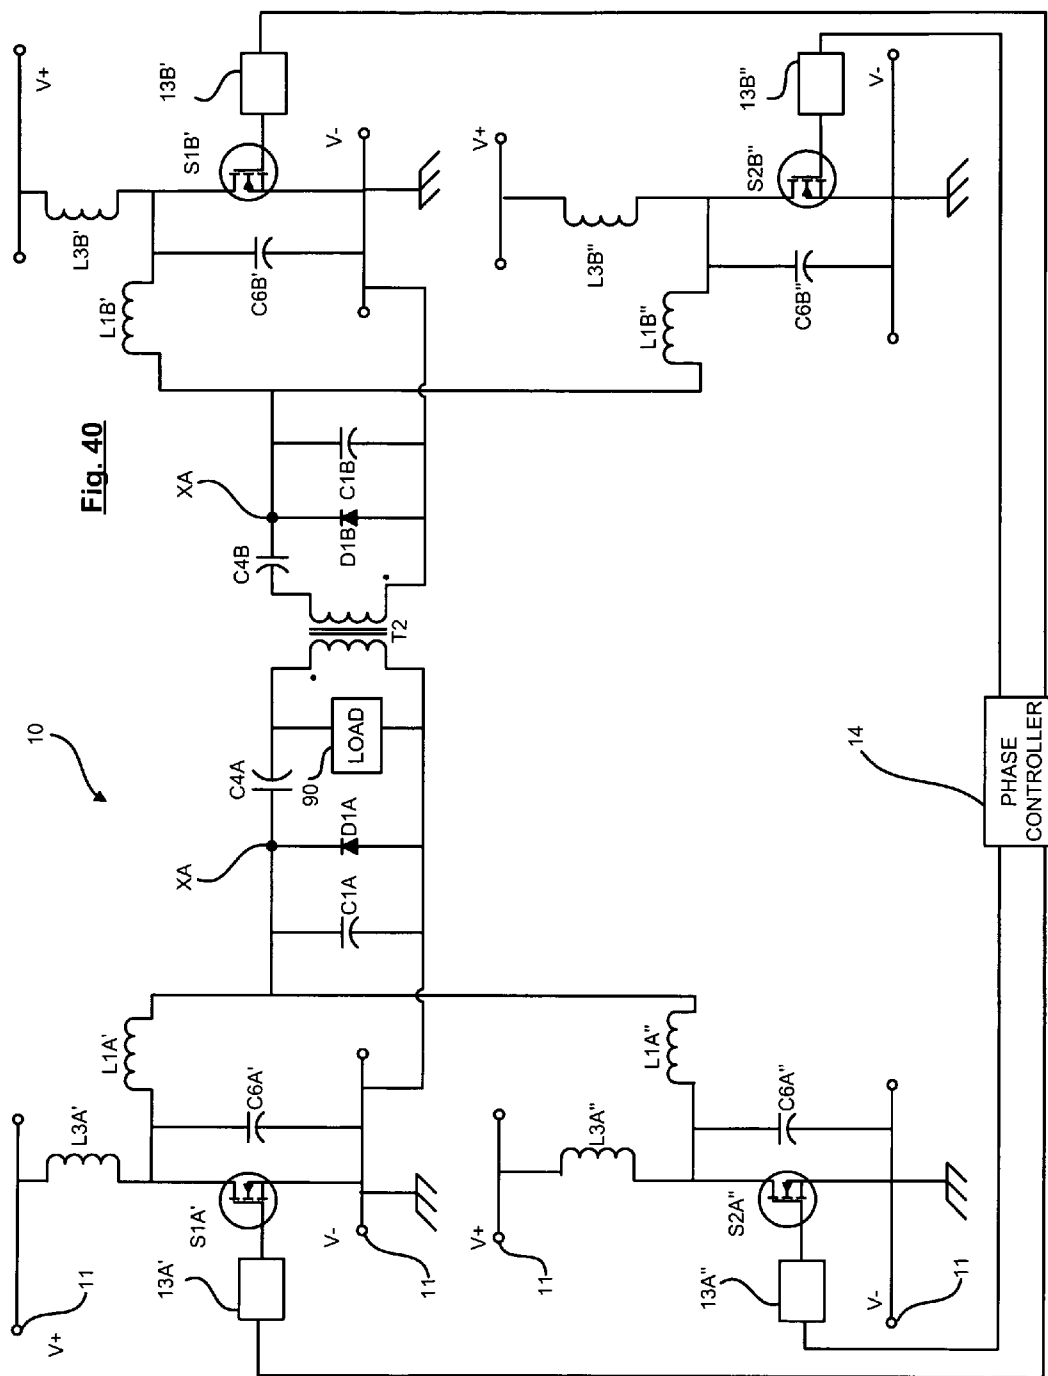 Fig. 40
10
V+
11
L3A'
L1A'
13A'
S1A'
C6A'
V-
11
V+
11
L3A"
L1A"
13A"
S2A"
C6A"
V-
11
XA
C1A
D1A
C4A
90
LOAD
T2
C4B
XA
D1B
C1B
L1B'
L3B'
V+
C6B'
S1B'
13B'
V-
V+
L3B"
L1B"
C6B"
S2B"
13B"
V-
14
PHASE
CONTROLLER